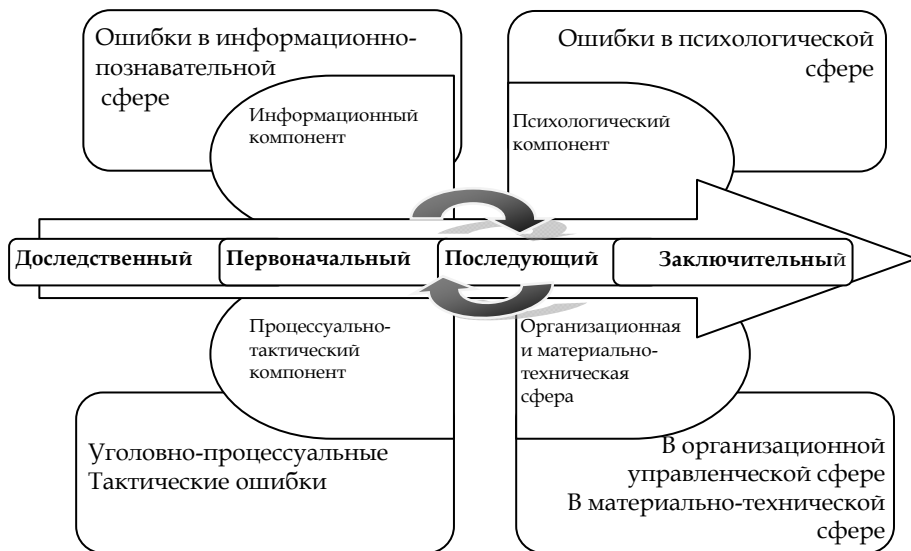 Ошибки в информационно-
познавательной
сфере
Ошибки в психологической
сфере
Информационный
компонент
Психологический
компонент
Доследственный
Первоначальный
Последующий
Заключительный
Процессуально-
тактический
компонент
Организационная
и материально-
техническая
сфера
Уголовно-процессуальные
Тактические ошибки
В организационной
управленческой сфере
В материально-технической
сфере